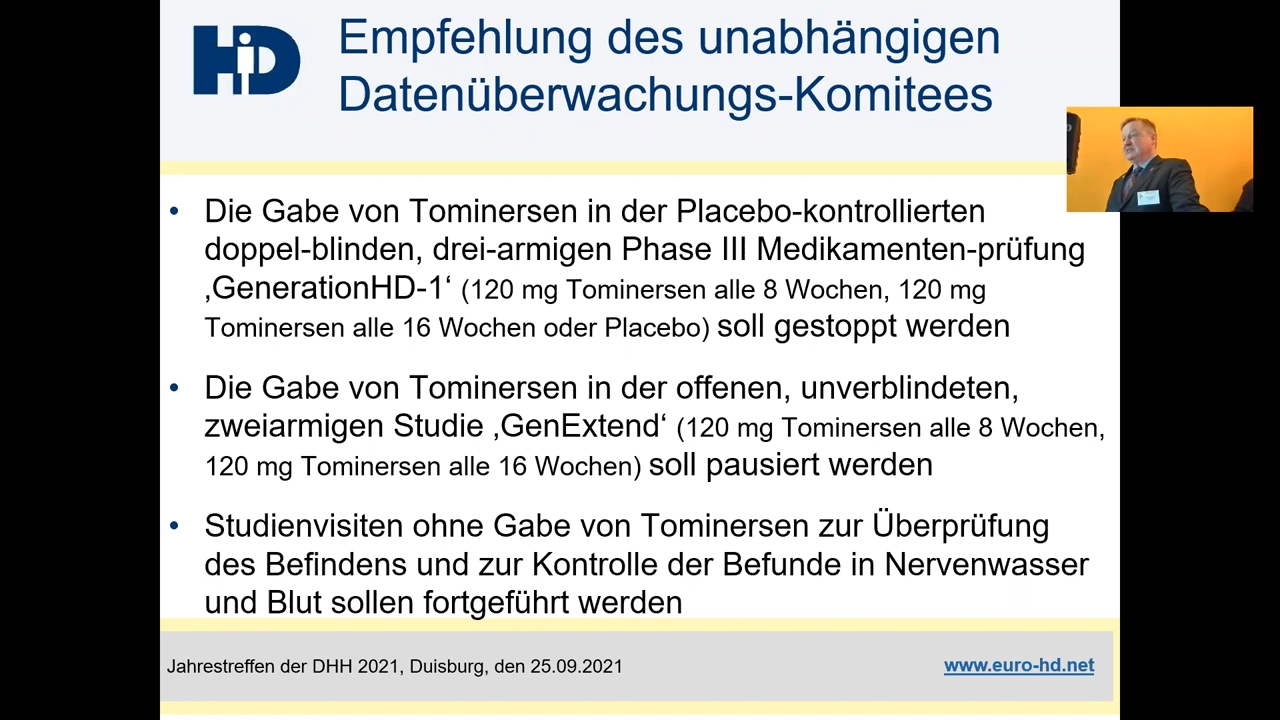 HD
Empfehlung des unabhängigen
Datenüberwachungs-Komitees
• Die Gabe von Tominersen in der Placebo-kontrollierten
doppel-blinden, drei-armigen Phase III Medikamenten-prüfung
‚GenerationHD-1‘ (120 mg Tominersen alle 8 Wochen, 120 mg
Tominersen alle 16 Wochen oder Placebo) soll gestoppt werden
• Die Gabe von Tominersen in der offenen, unverblindeten,
zweiarmigen Studie ‚GenExtend‘ (120 mg Tominersen alle 8 Wochen,
120 mg Tominersen alle 16 Wochen) soll pausiert werden
• Studienvisiten ohne Gabe von Tominersen zur Überprüfung
des Befindens und zur Kontrolle der Befunde in Nervenwasser
und Blut sollen fortgeführt werden
Jahrestreffen der DHH 2021, Duisburg, den 25.09.2021
www.euro-hd.net